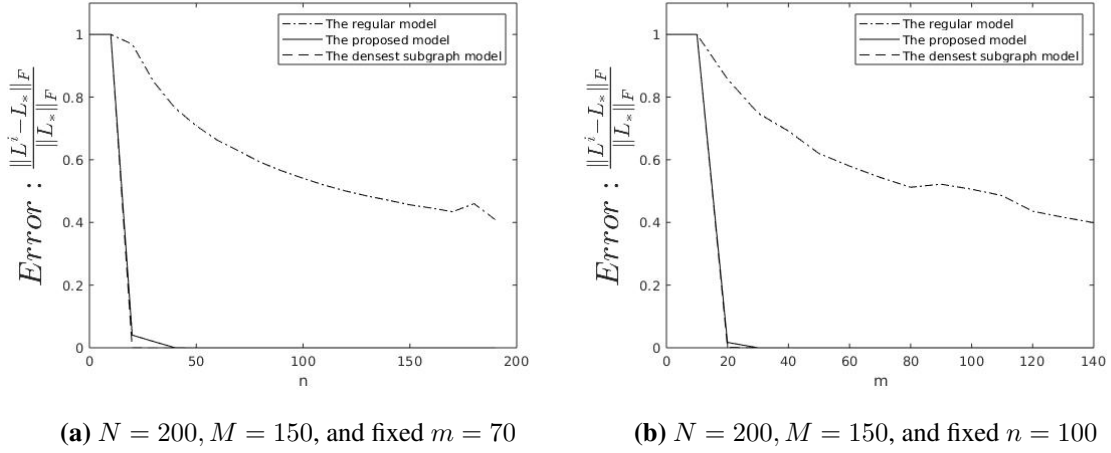 The regular model
The proposed model
The densest subgraph model
1
0.8
0.6
0.4
0.2
0
0 50 100 150 200
n
Error : ‖L^i − L_*‖_F / ‖L_*‖_F
(a) N = 200, M = 150, and fixed m = 70
The regular model
The proposed model
The densest subgraph model
1
0.8
0.6
0.4
0.2
0
0 20 40 60 80 100 120 140
m
Error : ‖L^i − L_*‖_F / ‖L_*‖_F
(b) N = 200, M = 150, and fixed n = 100